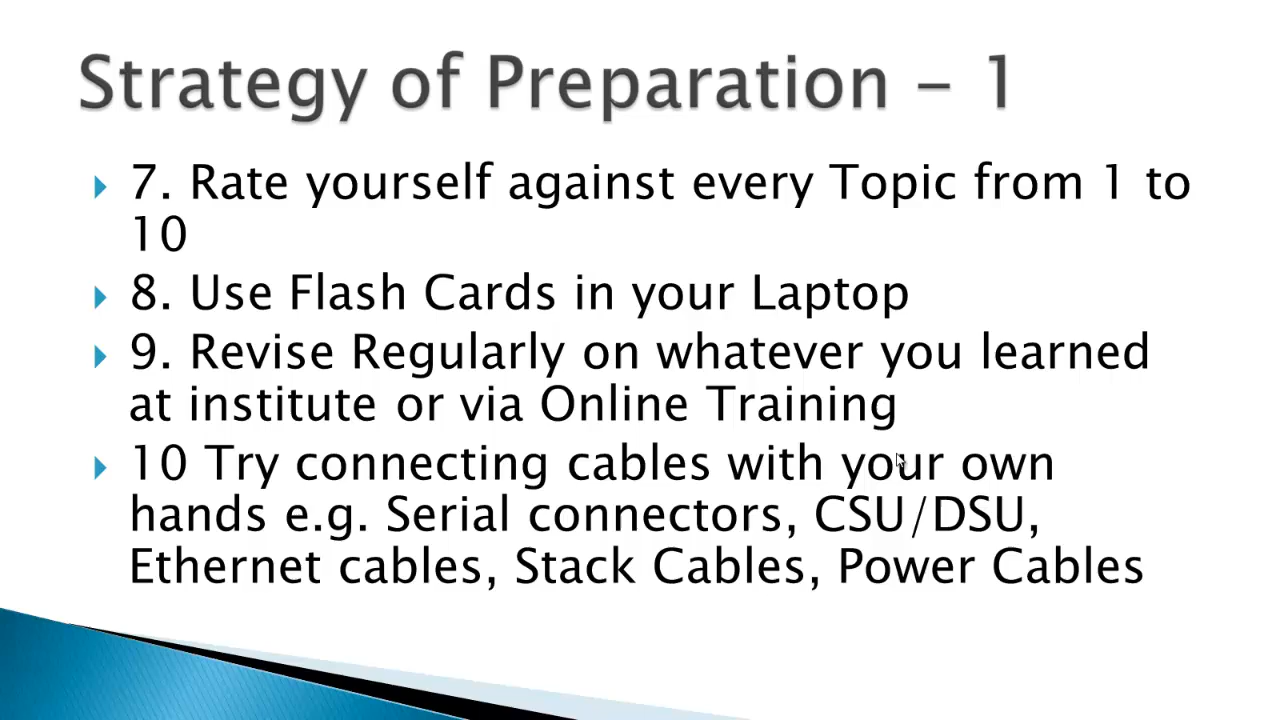 Strategy of Preparation - 1
7. Rate yourself against every Topic from 1 to
10
8. Use Flash Cards in your Laptop
9. Revise Regularly on whatever you learned
at institute or via Online Training
10 Try connecting cables with your own
hands e.g. Serial connectors, CSU/DSU,
Ethernet cables, Stack Cables, Power Cables